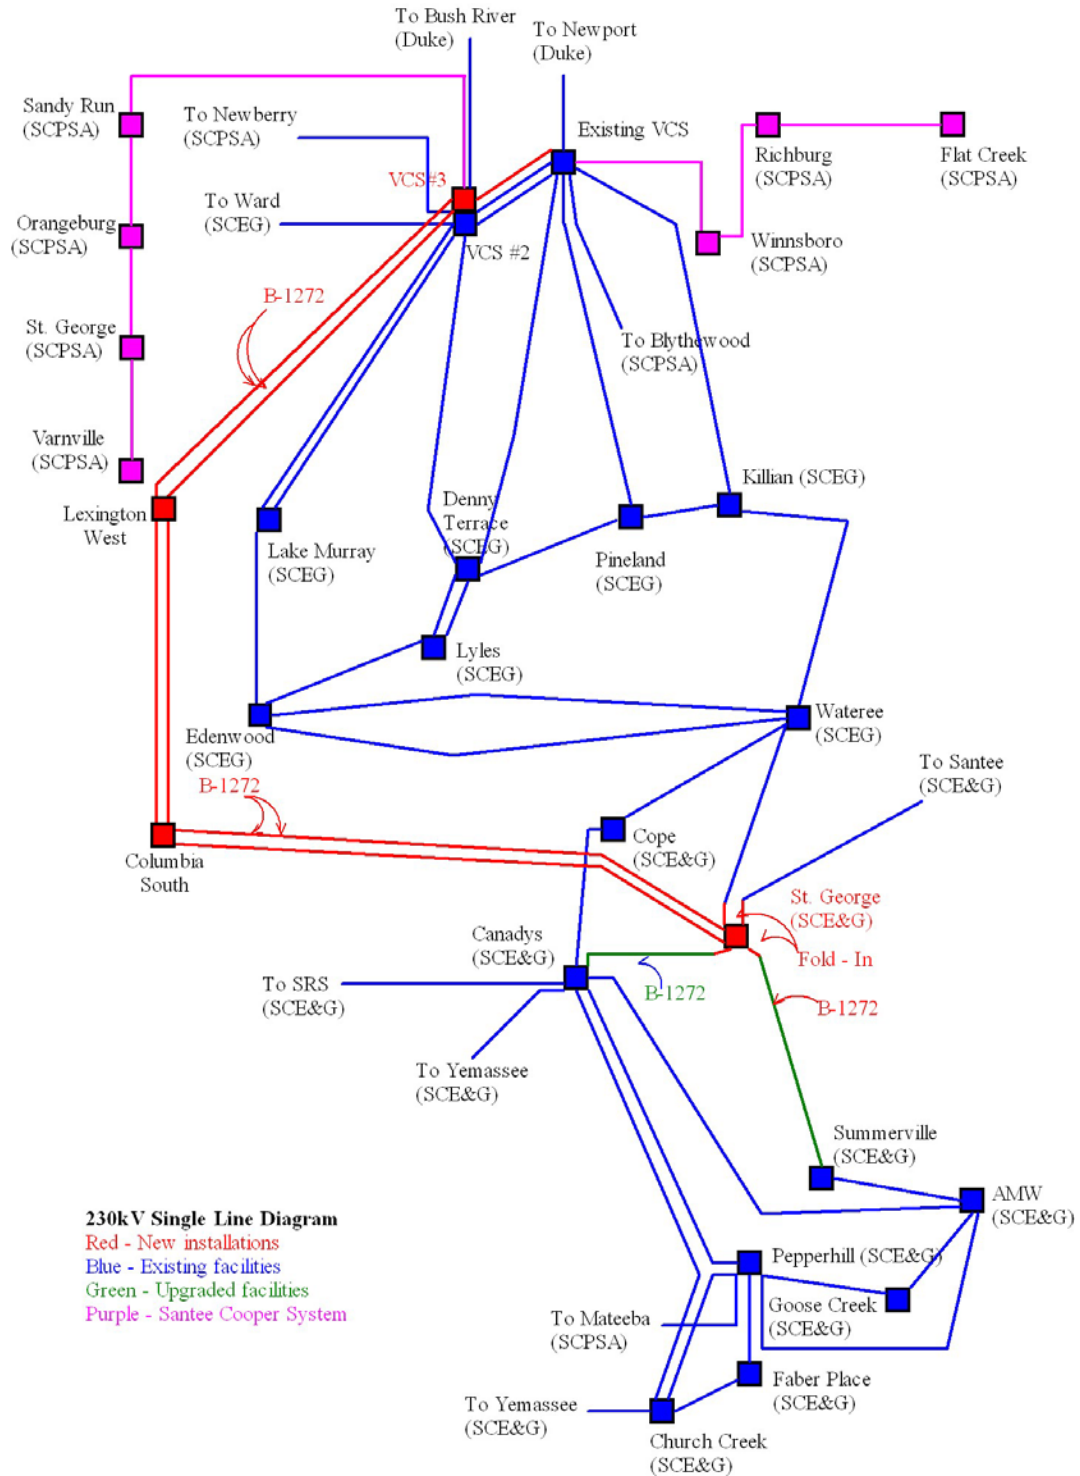 To Bush River
(Duke)
To Newport
(Duke)
Sandy Run
(SCPSA)
To Newberry
(SCPSA)
Existing VCS
Richburg
(SCPSA)
Flat Creek
(SCPSA)
VCS#3
To Ward
(SCEG)
Orangeburg
(SCPSA)
VCS #2
Winnsboro
(SCPSA)
B-1272
St. George
(SCPSA)
To Blythewood
(SCPSA)
Varnville
(SCPSA)
Killian (SCEG)
Lexington
West
Denny
Terrace
(SCEG)
Lake Murray
(SCEG)
Pineland
(SCEG)
Lyles
(SCEG)
Edenwood
(SCEG)
Wateree
(SCEG)
To Santee
(SCE&G)
B-1272
Cope
(SCE&G)
Columbia
South
St. George
(SCE&G)
Canadys
(SCE&G)
Fold - In
To SRS
(SCE&G)
B-1272
B-1272
To Yemassee
(SCE&G)
Summerville
(SCE&G)
AMW
(SCE&G)
230kV Single Line Diagram
Red - New installations
Blue - Existing facilities
Green - Upgraded facilities
Purple - Santee Cooper System
Pepperhill (SCE&G)
Goose Creek
(SCE&G)
To Mateeba
(SCPSA)
Faber Place
(SCE&G)
To Yemassee
(SCE&G)
Church Creek
(SCE&G)